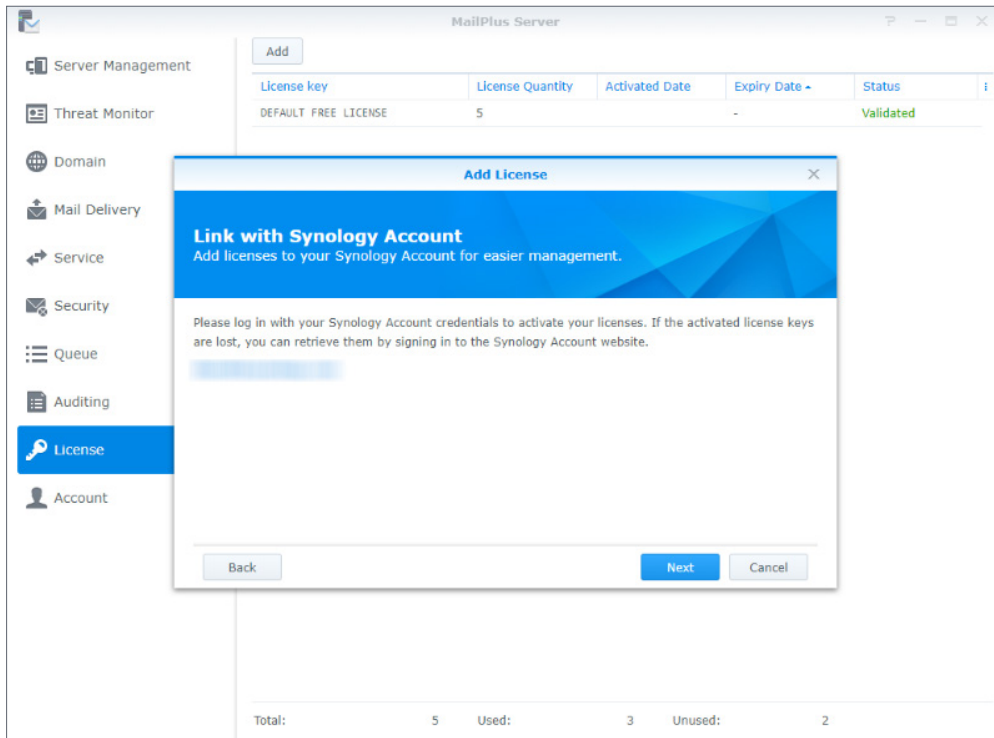 MailPlus Server
Server Management
Threat Monitor
Domain
Mail Delivery
Service
Security
Queue
Auditing
License
Account
Add
License key License Quantity Activated Date Expiry Date Status
DEFAULT FREE LICENSE 5 - Validated
Add License
Link with Synology Account
Add licenses to your Synology Account for easier management.
Please log in with your Synology Account credentials to activate your licenses. If the activated license keys
are lost, you can retrieve them by signing in to the Synology Account website.
Back Next Cancel
Total: 5 Used: 3 Unused: 2